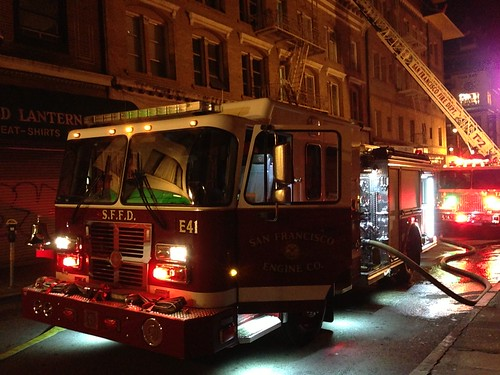 D LANTERN
EAT-SHIRTS
S.F.F.D.
E41
SAN FRANCISCO
ENGINE CO.